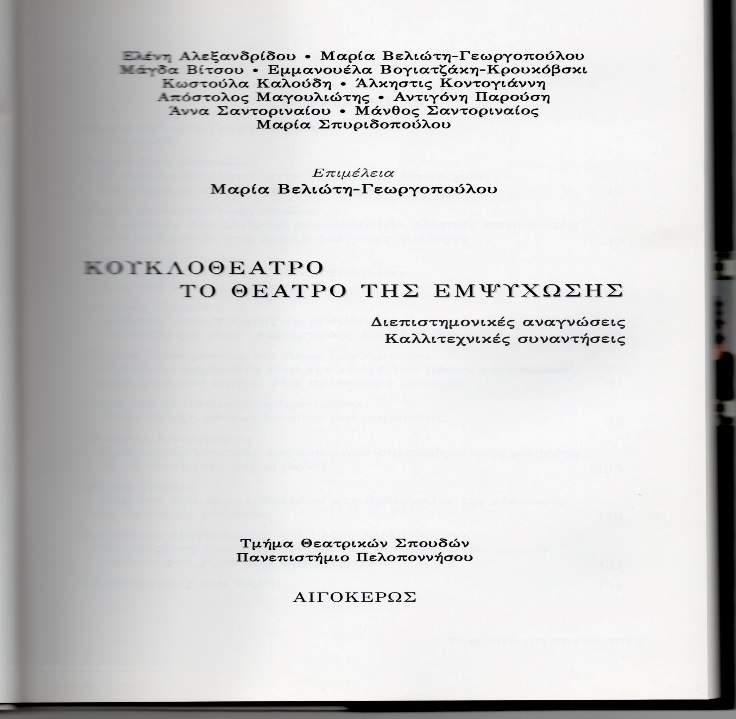 Ελένη Αλεξανδρίδου • Μαρία Βελιώτη-Γεωργοπούλου
Μάγδα Βίτσου • Εμμανουέλα Βογιατζάκη-Κρουκόβσκι
Κωστούλα Καλούδη • Άλκηστις Κοντογιάννη
Απόστολος Μαγουλιώτης • Αντιγόνη Παρούση
Άννα Σαντοριναίου • Μάνθος Σαντοριναίος
Μαρία Σπυριδοπούλου
Επιμέλεια
Μαρία Βελιώτη-Γεωργοπούλου
ΚΟΥΚΛΟΘΕΑΤΡΟ
ΤΟ ΘΕΑΤΡΟ ΤΗΣ ΕΜΨΥΧΩΣΗΣ
Διεπιστημονικές αναγνώσεις
Καλλιτεχνικές συναντήσεις
Τμήμα Θεατρικών Σπουδών
Πανεπιστήμιο Πελοποννήσου
ΑΙΓΟΚΕΡΩΣ